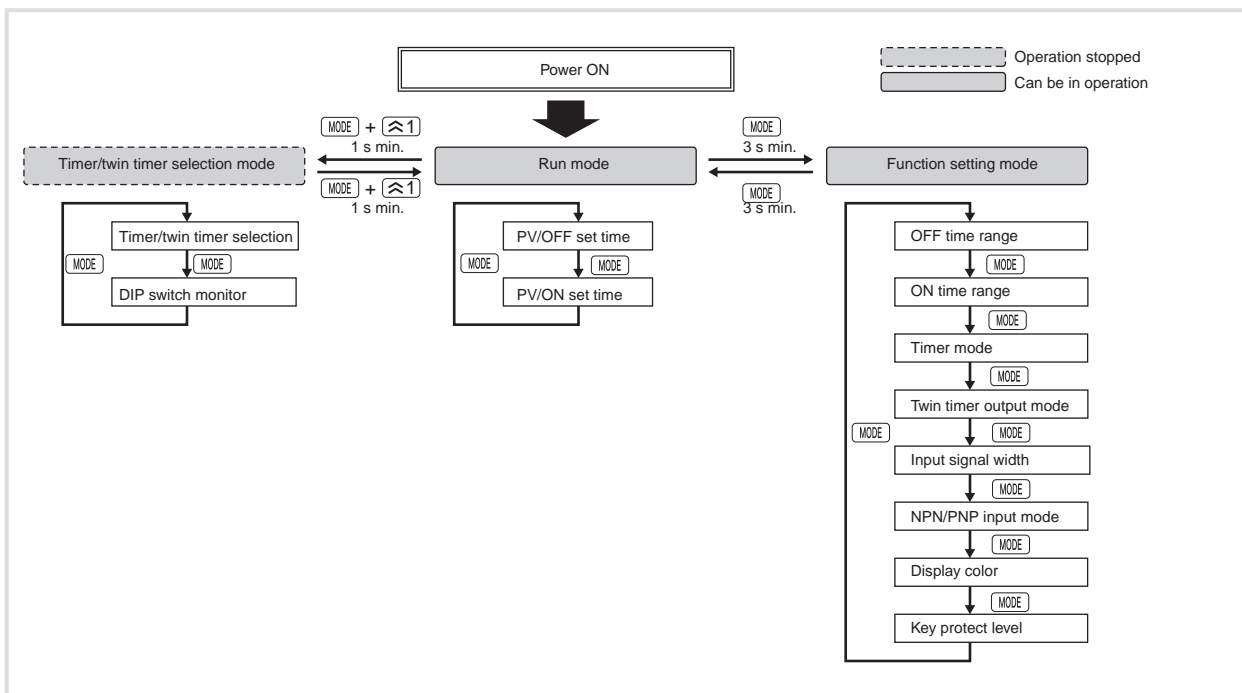 Power ON
Operation stopped
Can be in operation
MODE + 1
1 s min.
MODE
3 s min.
Timer/twin timer selection mode
Run mode
Function setting mode
MODE + 1
1 s min.
MODE
3 s min.
Timer/twin timer selection
MODE
MODE
DIP switch monitor
PV/OFF set time
MODE
MODE
PV/ON set time
OFF time range
MODE
ON time range
MODE
Timer mode
MODE
Twin timer output mode
MODE
MODE
Input signal width
MODE
NPN/PNP input mode
MODE
Display color
MODE
Key protect level